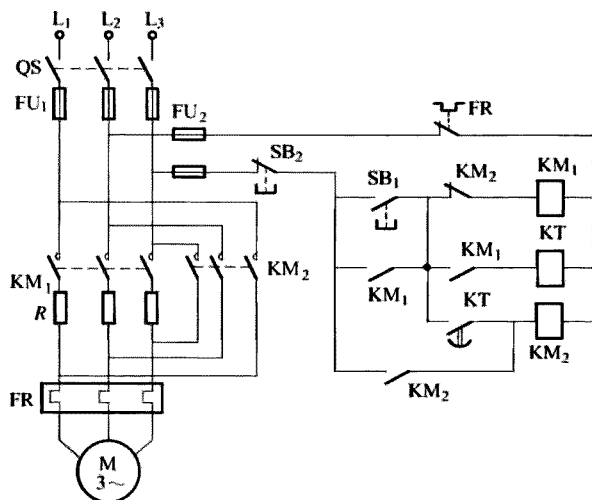 L₁ L₂ L₃
QS
FU₁
FU₂
FR
SB₂
SB₁
KM₂
KM₁
KT
KM₁
KM₁
KT
KM₂
KM₂
KM₁
KM₂
R
FR
M
3~